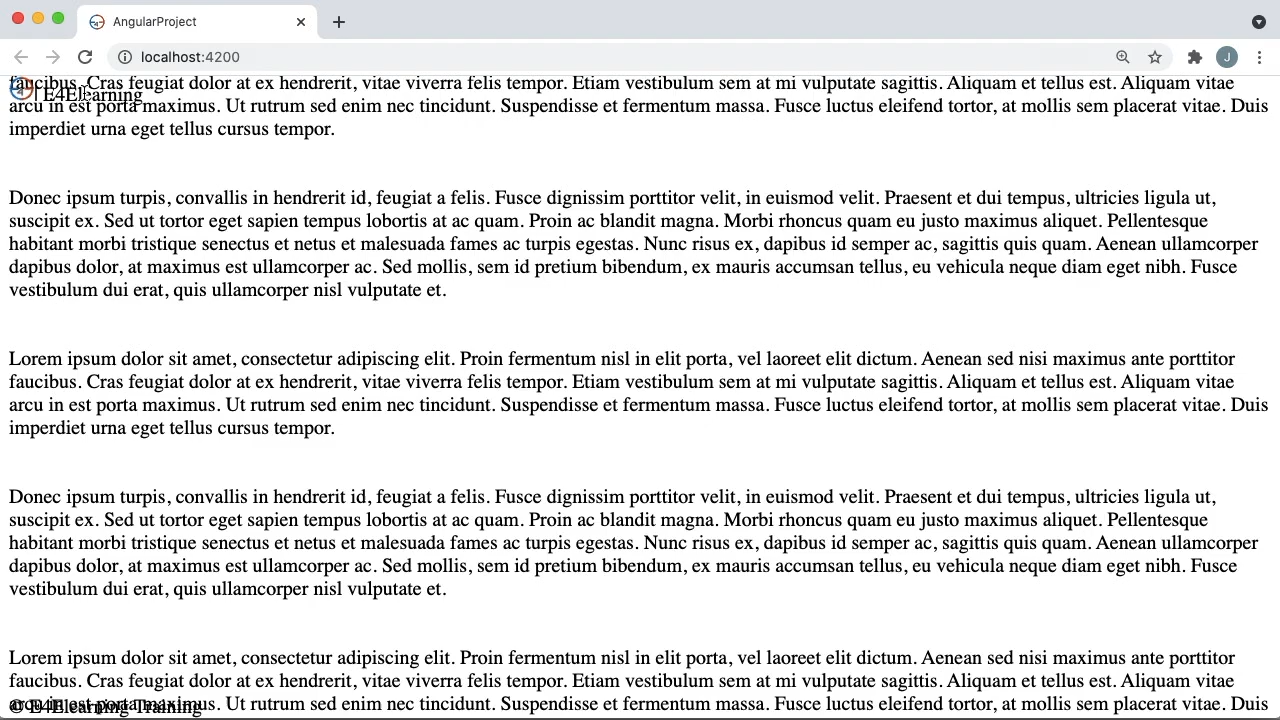 AngularProject
localhost:4200
J
faucibus. Cras feugiat dolor at ex hendrerit, vitae viverra felis tempor. Etiam vestibulum sem at mi vulputate sagittis. Aliquam et tellus est. Aliquam vitae
E4Elearning
arcu in est porta maximus. Ut rutrum sed enim nec tincidunt. Suspendisse et fermentum massa. Fusce luctus eleifend tortor, at mollis sem placerat vitae. Duis
imperdiet urna eget tellus cursus tempor.
Donec ipsum turpis, convallis in hendrerit id, feugiat a felis. Fusce dignissim porttitor velit, in euismod velit. Praesent et dui tempus, ultricies ligula ut,
suscipit ex. Sed ut tortor eget sapien tempus lobortis at ac quam. Proin ac blandit magna. Morbi rhoncus quam eu justo maximus aliquet. Pellentesque
habitant morbi tristique senectus et netus et malesuada fames ac turpis egestas. Nunc risus ex, dapibus id semper ac, sagittis quis quam. Aenean ullamcorper
dapibus dolor, at maximus est ullamcorper ac. Sed mollis, sem id pretium bibendum, ex mauris accumsan tellus, eu vehicula neque diam eget nibh. Fusce
vestibulum dui erat, quis ullamcorper nisl vulputate et.
Lorem ipsum dolor sit amet, consectetur adipiscing elit. Proin fermentum nisl in elit porta, vel laoreet elit dictum. Aenean sed nisi maximus ante porttitor
faucibus. Cras feugiat dolor at ex hendrerit, vitae viverra felis tempor. Etiam vestibulum sem at mi vulputate sagittis. Aliquam et tellus est. Aliquam vitae
arcu in est porta maximus. Ut rutrum sed enim nec tincidunt. Suspendisse et fermentum massa. Fusce luctus eleifend tortor, at mollis sem placerat vitae. Duis
imperdiet urna eget tellus cursus tempor.
Donec ipsum turpis, convallis in hendrerit id, feugiat a felis. Fusce dignissim porttitor velit, in euismod velit. Praesent et dui tempus, ultricies ligula ut,
suscipit ex. Sed ut tortor eget sapien tempus lobortis at ac quam. Proin ac blandit magna. Morbi rhoncus quam eu justo maximus aliquet. Pellentesque
habitant morbi tristique senectus et netus et malesuada fames ac turpis egestas. Nunc risus ex, dapibus id semper ac, sagittis quis quam. Aenean ullamcorper
dapibus dolor, at maximus est ullamcorper ac. Sed mollis, sem id pretium bibendum, ex mauris accumsan tellus, eu vehicula neque diam eget nibh. Fusce
vestibulum dui erat, quis ullamcorper nisl vulputate et.
Lorem ipsum dolor sit amet, consectetur adipiscing elit. Proin fermentum nisl in elit porta, vel laoreet elit dictum. Aenean sed nisi maximus ante porttitor
faucibus. Cras feugiat dolor at ex hendrerit, vitae viverra felis tempor. Etiam vestibulum sem at mi vulputate sagittis. Aliquam et tellus est. Aliquam vitae
arcu in est porta maximus. Ut rutrum sed enim nec tincidunt. Suspendisse et fermentum massa. Fusce luctus eleifend tortor, at mollis sem placerat vitae. Duis
© E4Elearning Training